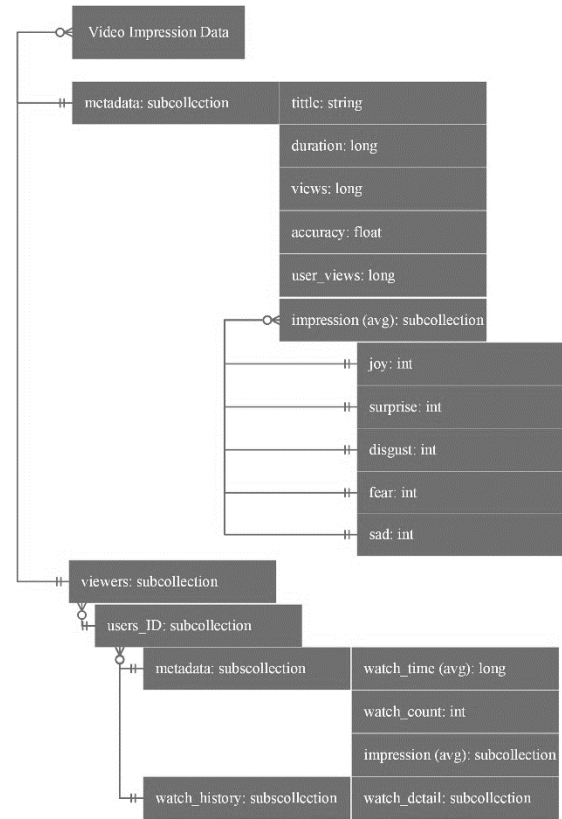 Video Impression Data
metadata: subcollection
tittle: string
duration: long
views: long
accuracy: float
user_views: long
impression (avg): subcollection
joy: int
surprise: int
disgust: int
fear: int
sad: int
viewers: subcollection
users_ID: subcollection
metadata: subscollection
watch_time (avg): long
watch_count: int
impression (avg): subcollection
watch_history: subscollection
watch_detail: subcollection